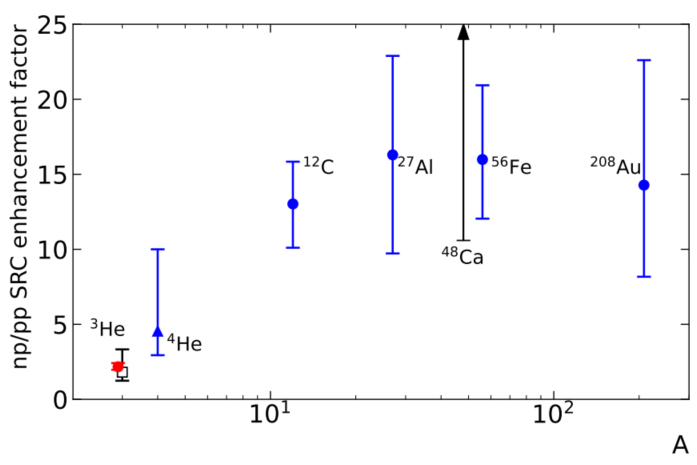 np/pp SRC enhancement factor
25
20
15
10
5
0
³He
⁴He
¹²C
²⁷Al
⁴⁸Ca
⁵⁶Fe
²⁰⁸Au
10¹
10²
A